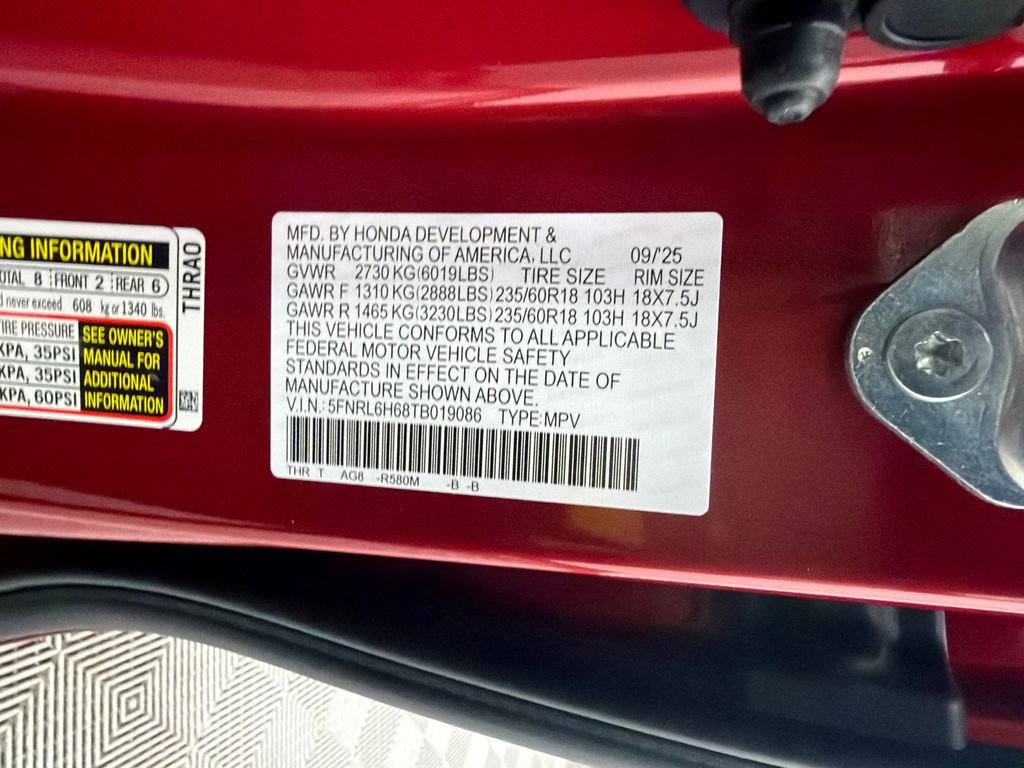 NG INFORMATION
OTAL 8 FRONT 2 REAR 6
d never exceed 608 kg or 1340 lbs.
IRE PRESSURE
KPA, 35PSI
KPA, 35PSI
KPA, 60PSI
SEE OWNER'S
MANUAL FOR
ADDITIONAL
INFORMATION
THRA0
MFD. BY HONDA DEVELOPMENT &
MANUFACTURING OF AMERICA, LLC 09/'25
GVWR 2730 KG(6019LBS) TIRE SIZE RIM SIZE
GAWR F 1310 KG(2888LBS) 235/60R18 103H 18X7.5J
GAWR R 1465 KG(3230LBS) 235/60R18 103H 18X7.5J
THIS VEHICLE CONFORMS TO ALL APPLICABLE
FEDERAL MOTOR VEHICLE SAFETY
STANDARDS IN EFFECT ON THE DATE OF
MANUFACTURE SHOWN ABOVE.
V.I.N.: 5FNRL6H68TB019086 TYPE:MPV
THR T AG8 -R580M -B -B